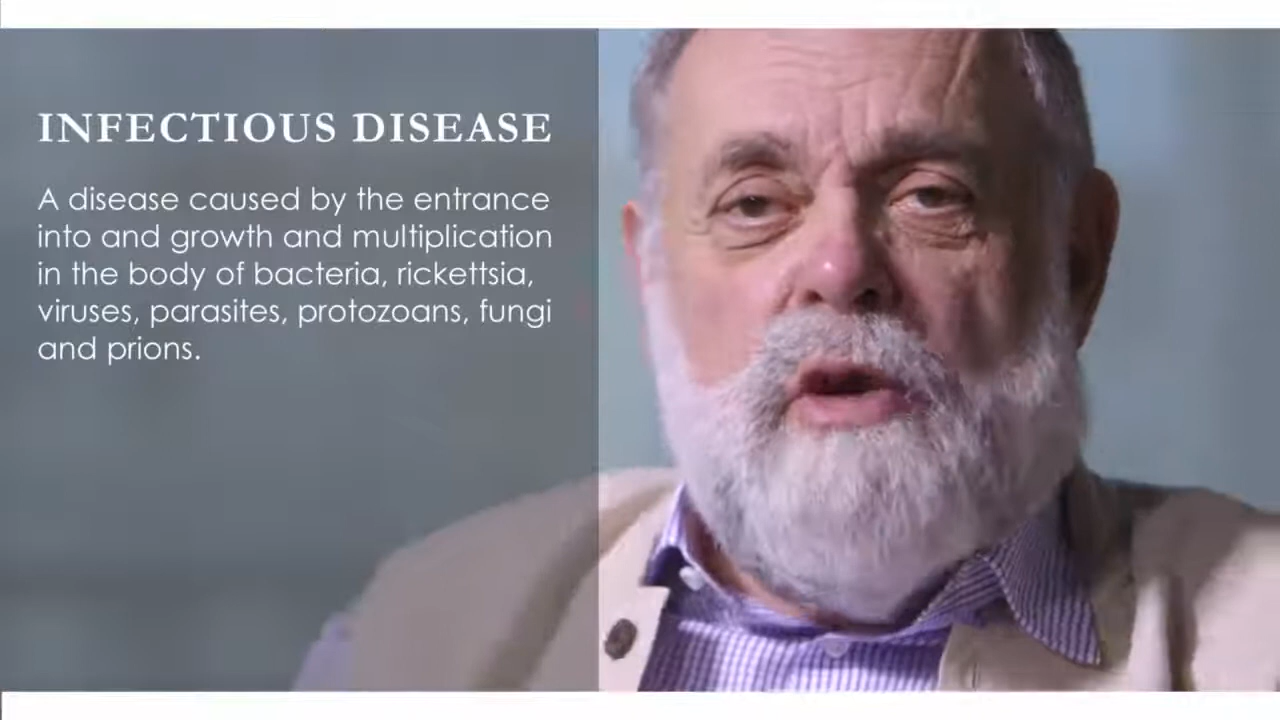 INFECTIOUS DISEASE
A disease caused by the entrance
into and growth and multiplication
in the body of bacteria, rickettsia,
viruses, parasites, protozoans, fungi
and prions.